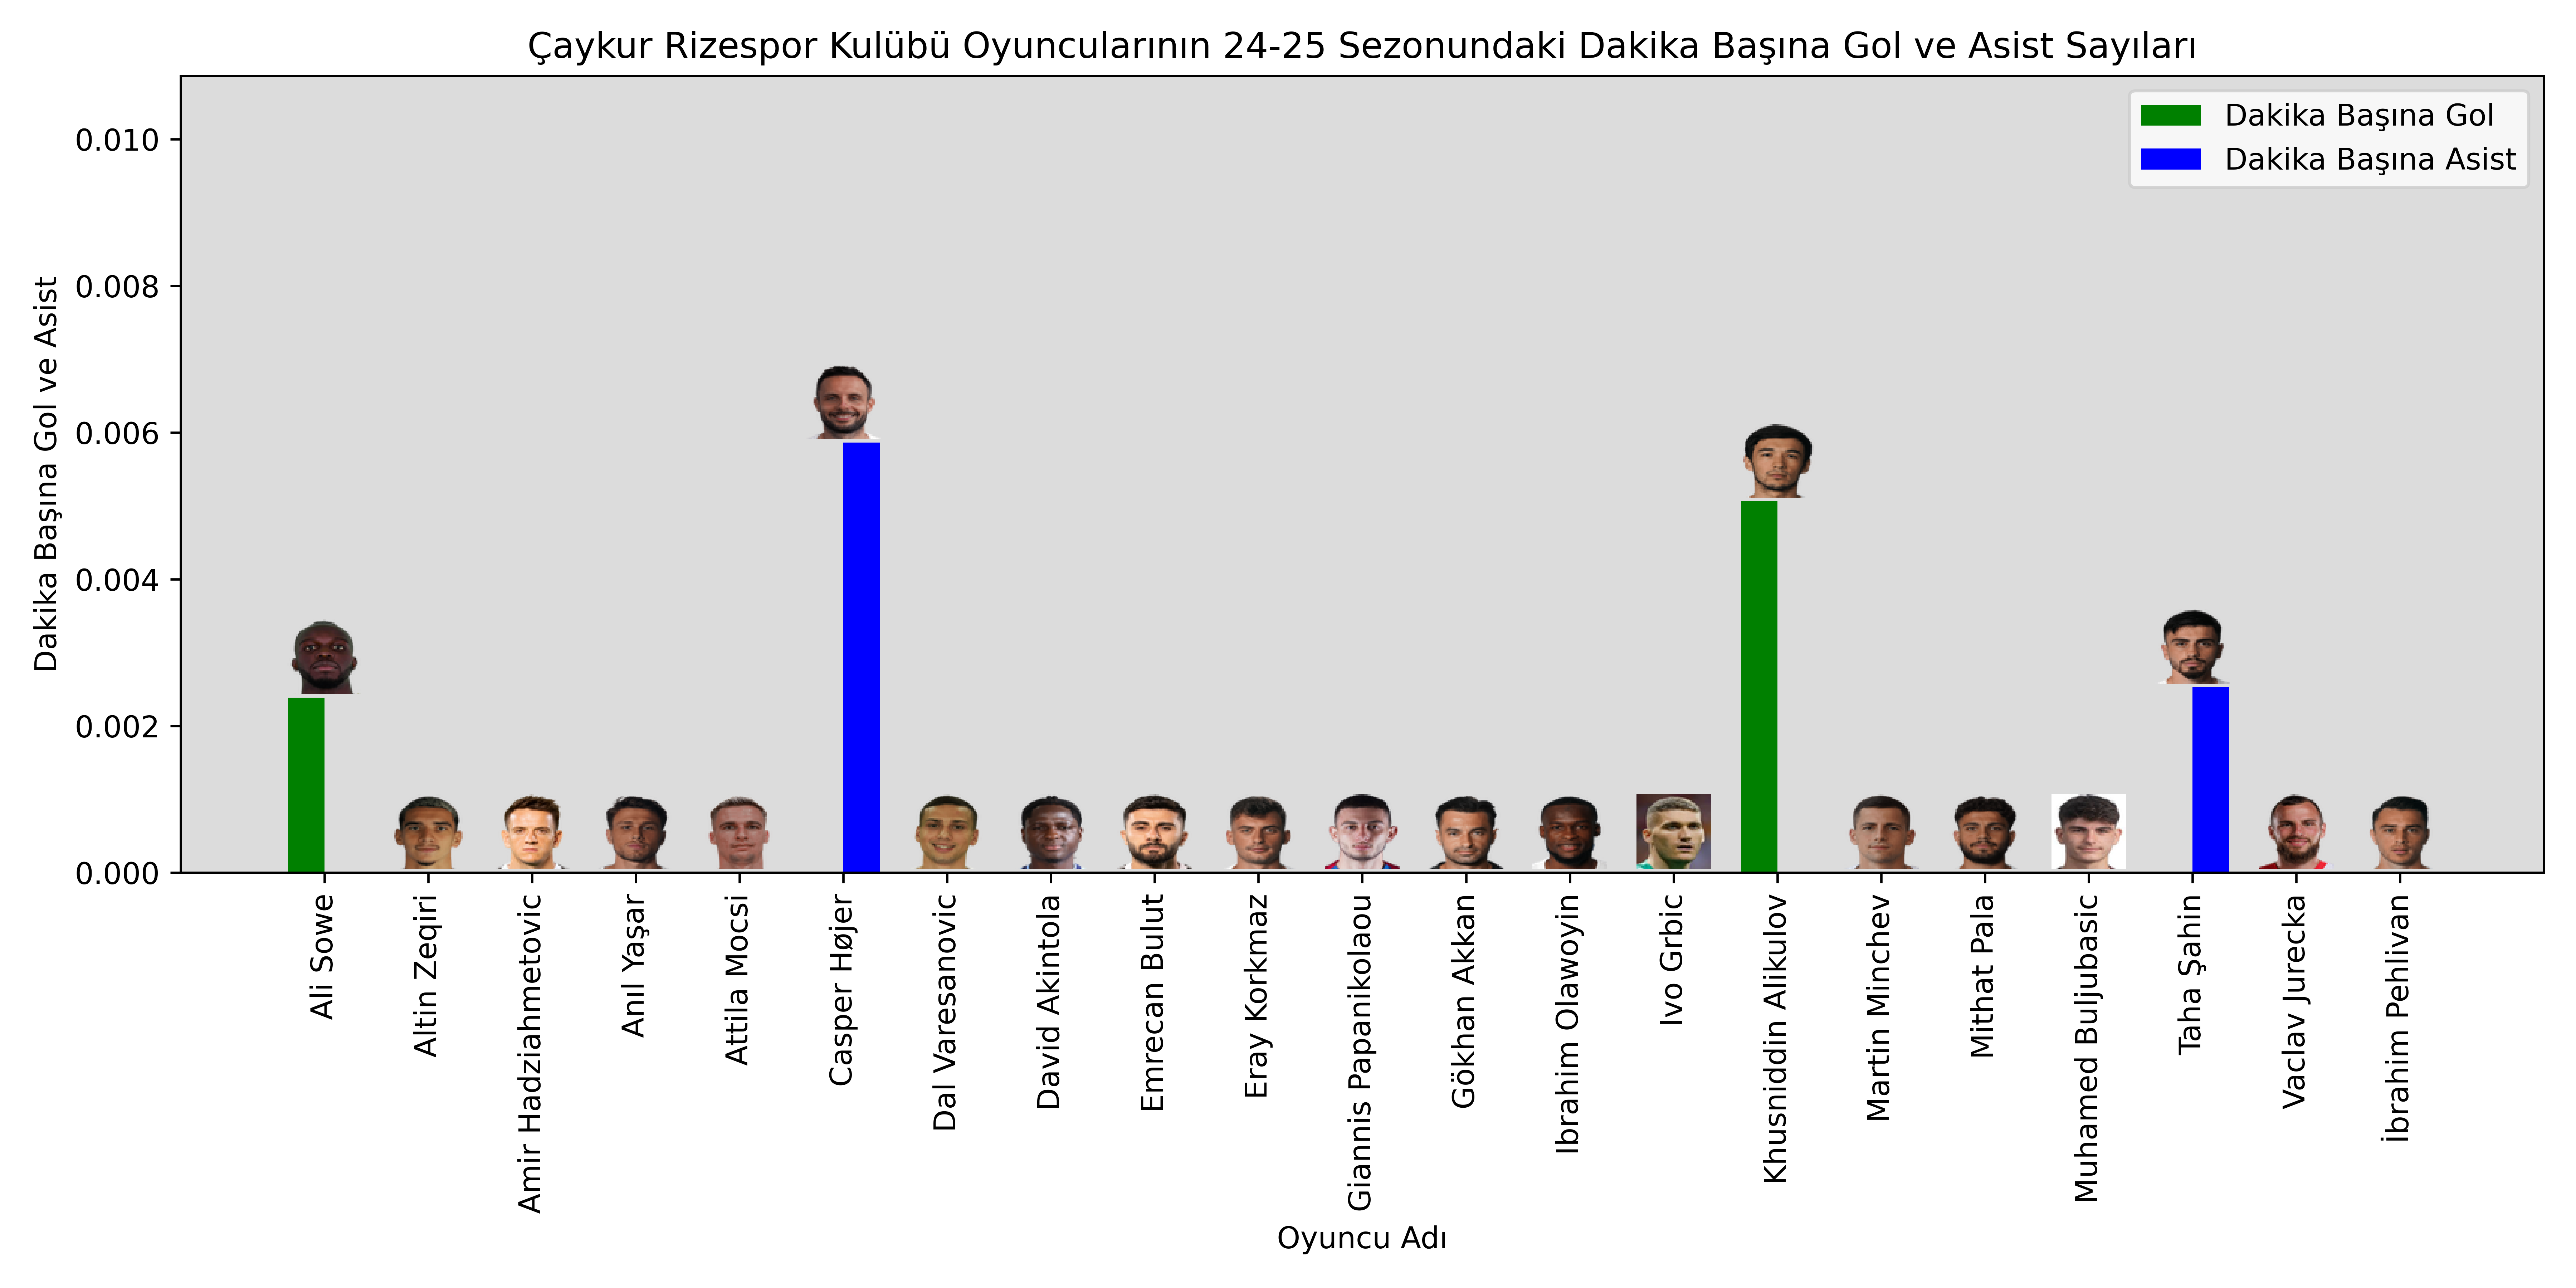 Çaykur Rizespor Kulübü Oyuncularının 24-25 Sezonundaki Dakika Başına Gol ve Asist Sayıları
Dakika Başına Gol
Dakika Başına Asist
Dakika Başına Gol ve Asist
0.010
0.008
0.006
0.004
0.002
0.000
Ali Sowe
Altin Zeqiri
Amir Hadziahmetovic
Anıl Yaşar
Attila Mocsi
Casper Højer
Dal Varesanovic
David Akintola
Emrecan Bulut
Eray Korkmaz
Giannis Papanikolaou
Gökhan Akkan
Ibrahim Olawoyin
Ivo Grbic
Khusniddin Alikulov
Martin Minchev
Mithat Pala
Muhamed Buljubasic
Taha Şahin
Vaclav Jurecka
İbrahim Pehlivan
Oyuncu Adı